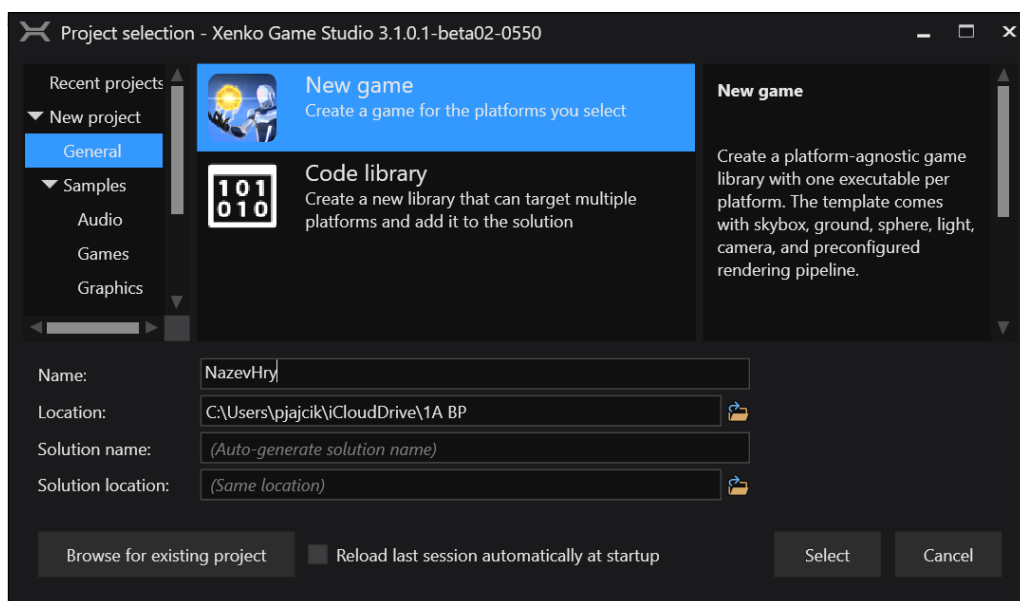 Project selection - Xenko Game Studio 3.1.0.1-beta02-0550
Recent projects
New project
General
Samples
Audio
Games
Graphics
New game
Create a game for the platforms you select
101
010
Code library
Create a new library that can target multiple
platforms and add it to the solution
New game
Create a platform-agnostic game
library with one executable per
platform. The template comes
with skybox, ground, sphere, light,
camera, and preconfigured
rendering pipeline.
Name:
NazevHry
Location:
C:\Users\pjajcik\iCloudDrive\1A BP
Solution name:
(Auto-generate solution name)
Solution location:
(Same location)
Browse for existing project
Reload last session automatically at startup
Select
Cancel